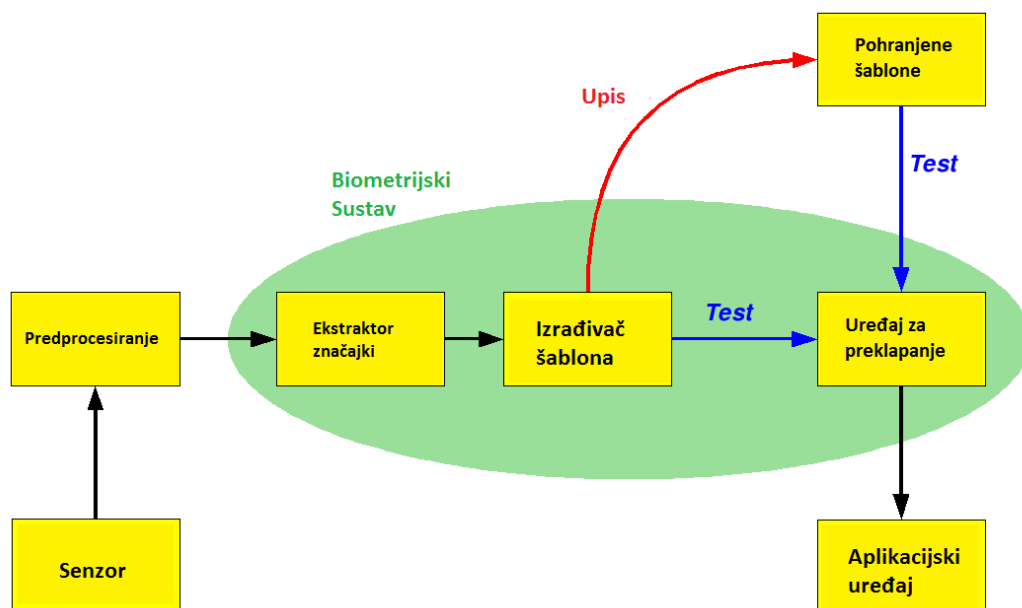 Pohranjene
šablone
Upis
Test
Biometrijski
Sustav
Predprocesiranje
Ekstraktor
značajki
Izrađivač
šablona
Test
Uređaj za
preklapanje
Senzor
Aplikacijski
uređaj